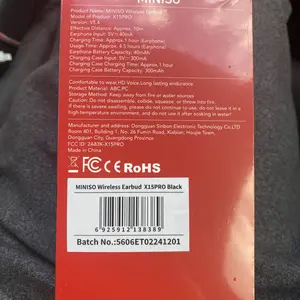 MINISO
Product Name: MINISO Wireless Earbud
Model of Product: X15PRO
Version: V5.4
Effective Distance: Approx. 10m
Earphone Input: 5V⎓40mA
Charging Time: Approx.1 hour (Earphone)
Usage Time: Approx. 4.5 hours (Earphone)
Earphone Battery Capacity: 40mAh
Charging Case Input: 5V⎓300mA
Charging Case Charging Time: Approx.1 hour
Charging Case Battery Capacity: 300mAh
Comfortable wear,HD Voice,Long lasting endurance
Product Material: ABC,PC
Storage Method: Keep away from fire or water sources
Caution: Do not disassemble, collide, squeeze, or throw into fire.
If there is severe swelling, please do not continue to use, do not leave it in a
high-temperature environment, and do not use it after soaking in water!
Manufacturer: Dongguan Sinbon Electronic Technology Co.,LTD
Room 401, Building 1, No. 26 Fumin Road, Xiabian, Houjie Town,
Dongguan City, Guangdong Province
FCC ID: 2A83K-X15PRO
Made in China
CE FC RoHS
MINISO Wireless Earbud X15PRO Black
6 925912 138389
Batch No.:5606ET02241201